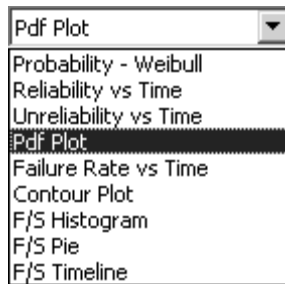 Pdf Plot
Probability - Weibull
Reliability vs Time
Unreliability vs Time
Pdf Plot
Failure Rate vs Time
Contour Plot
F/S Histogram
F/S Pie
F/S Timeline